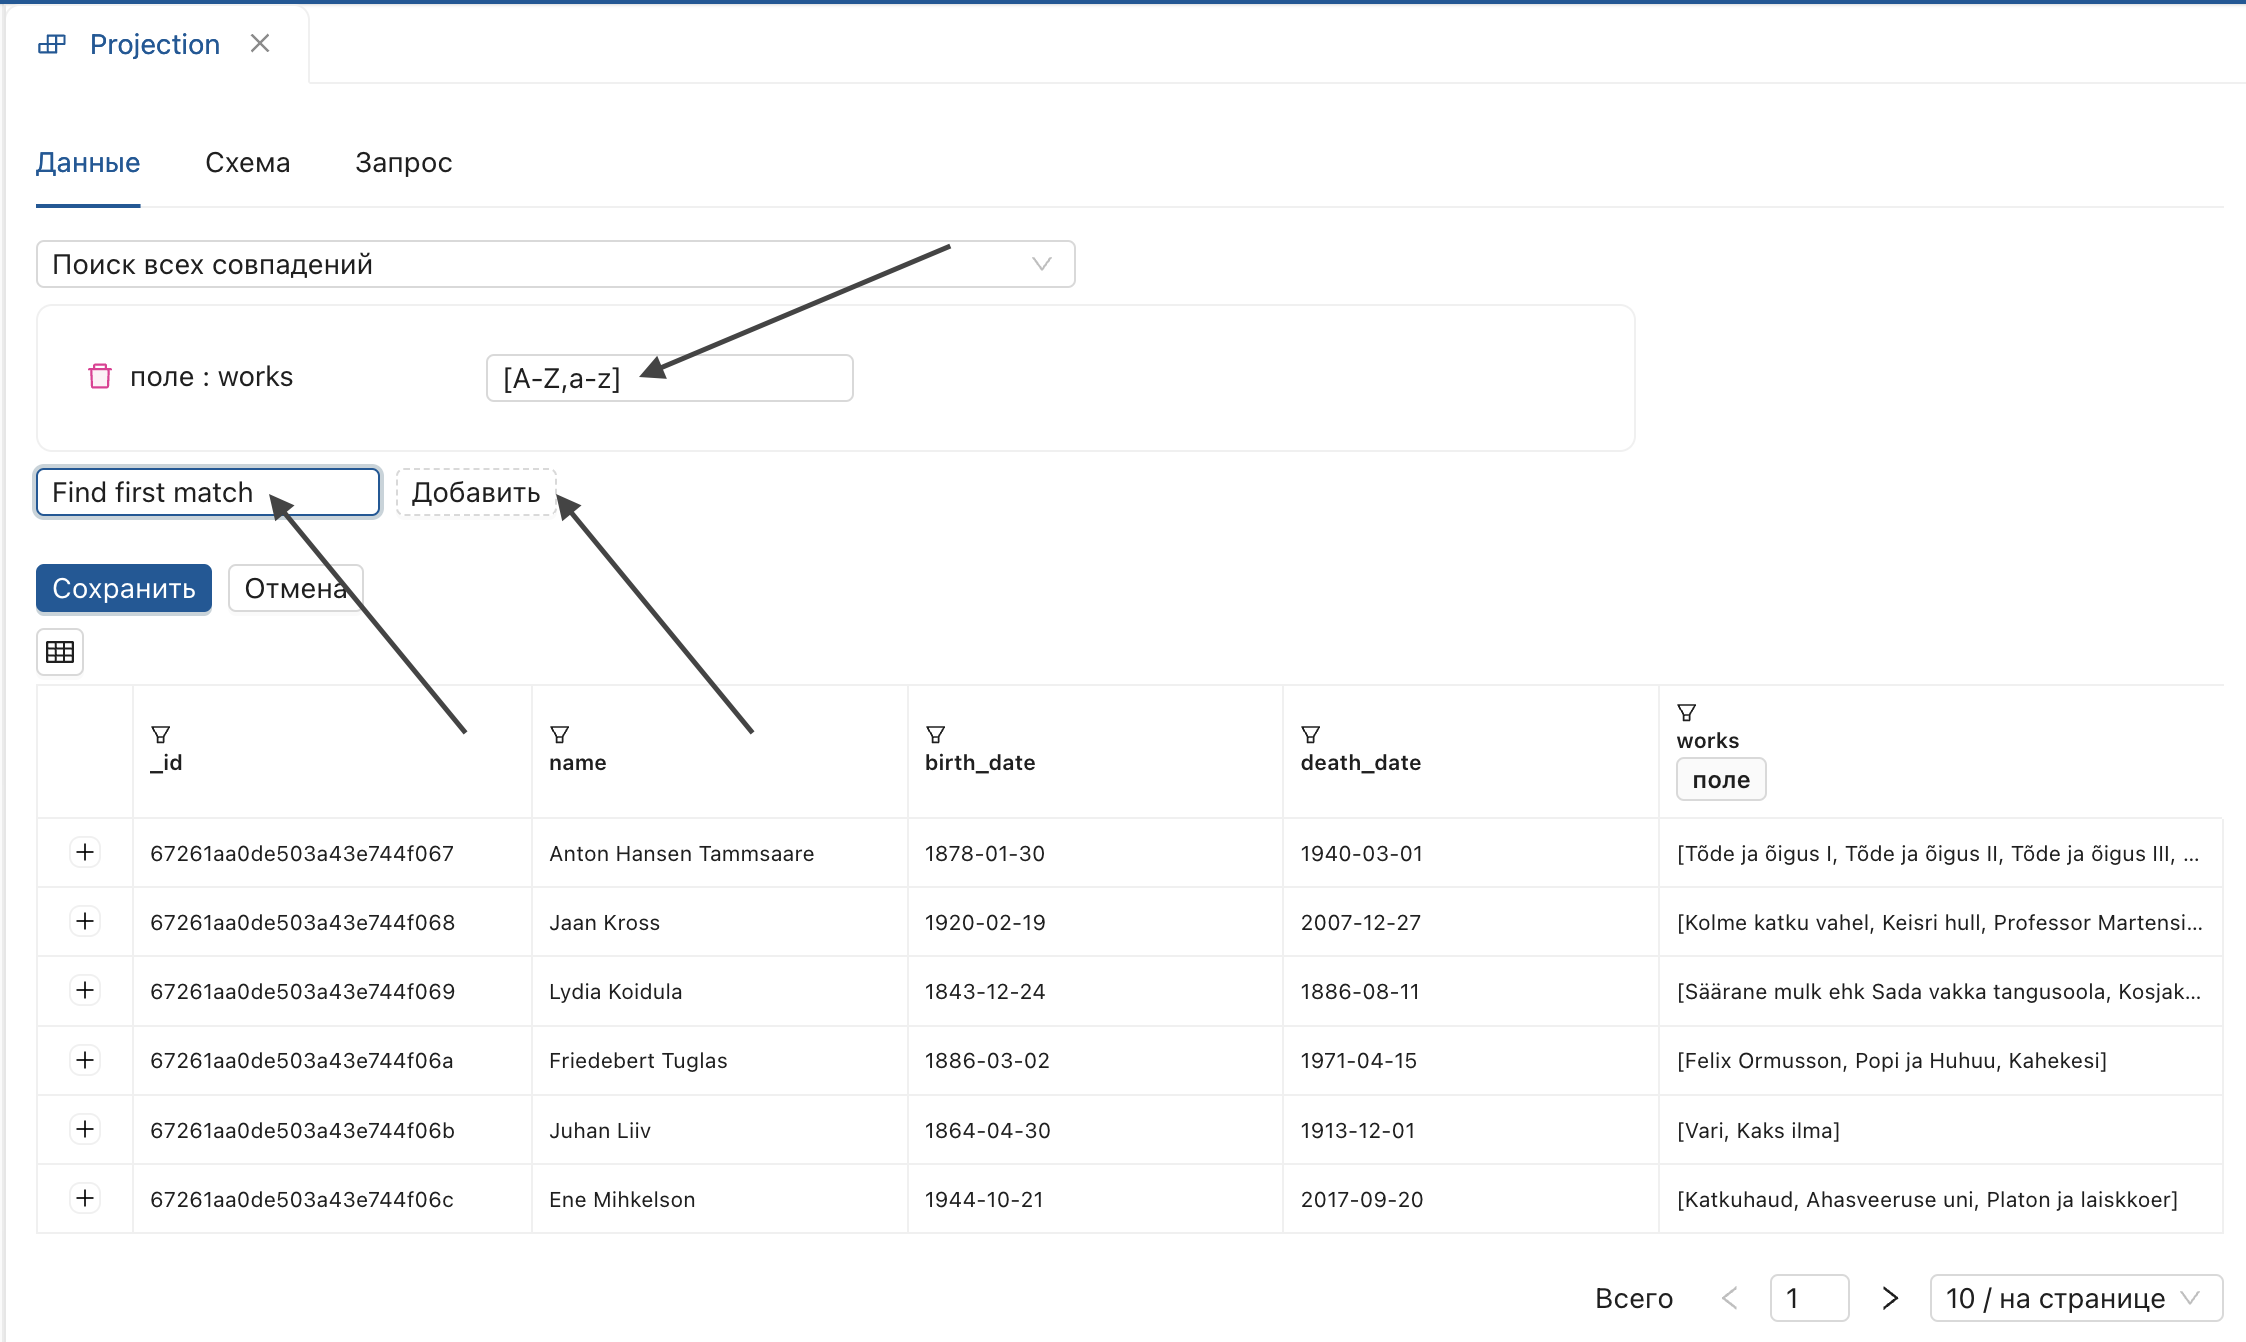 Projection
Данные Схема Запрос
Поиск всех совпадений
поле : works [A-Z,a-z]
Find first match Добавить
Сохранить Отмена
_id name birth_date death_date works
поле
67261aa0de503a43e744f067 Anton Hansen Tammsaare 1878-01-30 1940-03-01 [Tõde ja õigus I, Tõde ja õigus II, Tõde ja õigus III, ...
67261aa0de503a43e744f068 Jaan Kross 1920-02-19 2007-12-27 [Kolme katku vahel, Keisri hull, Professor Martensi...
67261aa0de503a43e744f069 Lydia Koidula 1843-12-24 1886-08-11 [Säärane mulk ehk Sada vakka tangusoola, Kosjak...
67261aa0de503a43e744f06a Friedebert Tuglas 1886-03-02 1971-04-15 [Felix Ormusson, Popi ja Huhuu, Kahekesi]
67261aa0de503a43e744f06b Juhan Liiv 1864-04-30 1913-12-01 [Vari, Kaks ilma]
67261aa0de503a43e744f06c Ene Mihkelson 1944-10-21 2017-09-20 [Katkuhaud, Ahasveeruse uni, Platon ja laiskkoer]
Всего 1 10 / на странице